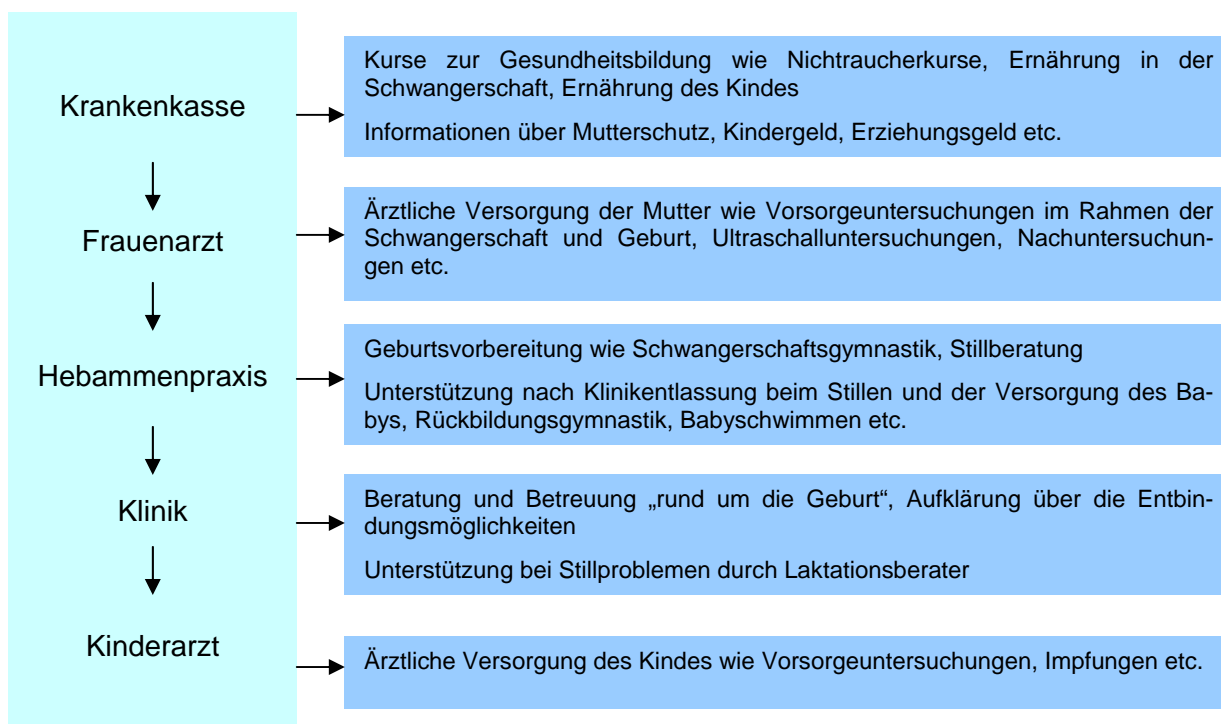 Krankenkasse
Kurse zur Gesundheitsbildung wie Nichtraucherkurse, Ernährung in der
Schwangerschaft, Ernährung des Kindes
Informationen über Mutterschutz, Kindergeld, Erziehungsgeld etc.
Frauenarzt
Ärztliche Versorgung der Mutter wie Vorsorgeuntersuchungen im Rahmen der
Schwangerschaft und Geburt, Ultraschalluntersuchungen, Nachuntersuchun-
gen etc.
Hebammenpraxis
Geburtsvorbereitung wie Schwangerschaftsgymnastik, Stillberatung
Unterstützung nach Klinikentlassung beim Stillen und der Versorgung des Ba-
bys, Rückbildungsgymnastik, Babyschwimmen etc.
Klinik
Beratung und Betreuung „rund um die Geburt“, Aufklärung über die Entbin-
dungsmöglichkeiten
Unterstützung bei Stillproblemen durch Laktationsberater
Kinderarzt
Ärztliche Versorgung des Kindes wie Vorsorgeuntersuchungen, Impfungen etc.